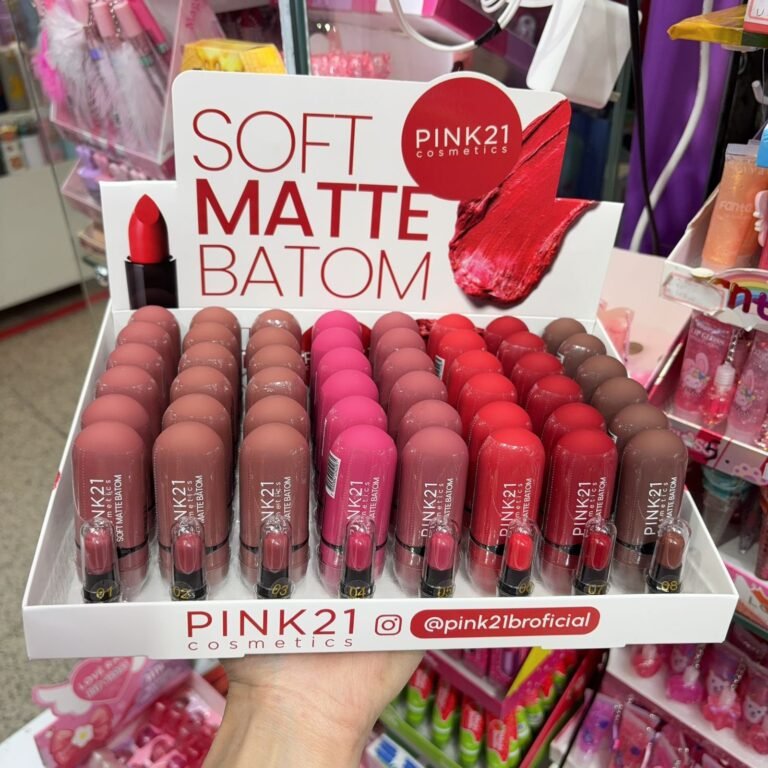 SOFT
MATTE
BATOM
PINK21
cosmetics
PINK21
cosmetics
SOFT MATTE BATOM
01
02
03
04
05
06
07
08
PINK21
cosmetics
@pink21broficial